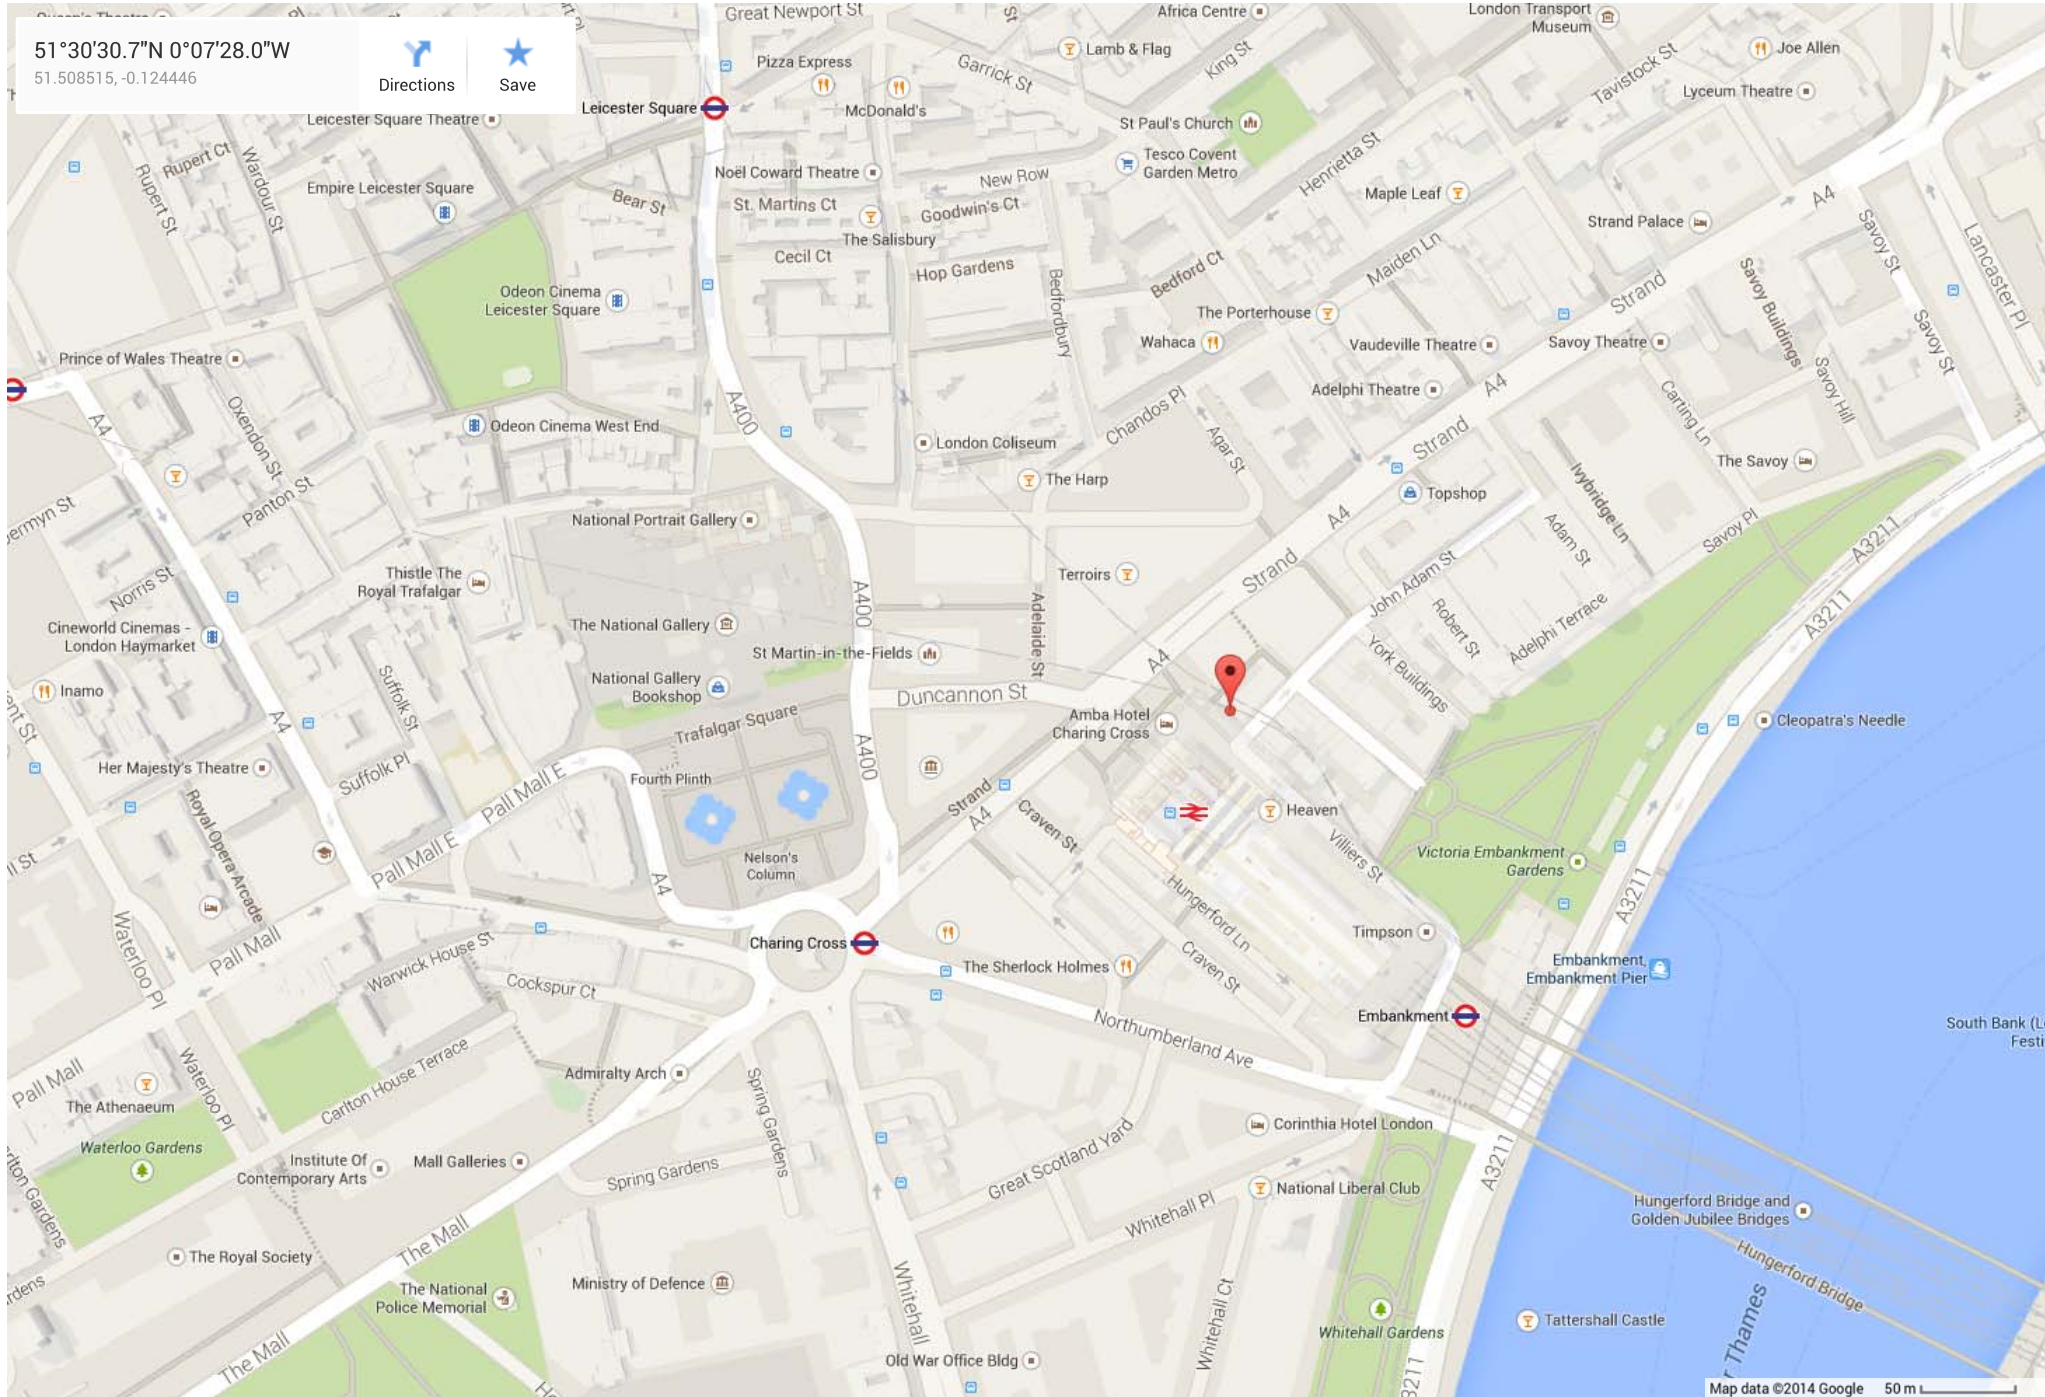 51°30'30.7"N 0°07'28.0"W
51.508515, -0.124446
Directions
Save
Great Newport St
Africa Centre
London Transport
Museum
Pizza Express
Lamb & Flag
Garrick St
King St
Joe Allen
Tavistock St
Lyceum Theatre
Leicester Square
McDonald's
Leicester Square Theatre
St Paul's Church
Rupert Ct
Wardour St
Rupert St
Tesco Covent
Garden Metro
Henrietta St
Noël Coward Theatre
New Row
Empire Leicester Square
Bear St
St. Martins Ct
Goodwin's Ct
Maple Leaf
A4
Strand Palace
Savoy St
Lancaster Pl
The Salisbury
Cecil Ct
Hop Gardens
Bedford Ct
Maiden Ln
Bedfordbury
Savoy Buildings
Strand
Odeon Cinema
Leicester Square
The Porterhouse
Wahaca
Vaudeville Theatre
Savoy Theatre
Savoy St
Prince of Wales Theatre
Savoy Hill
Adelphi Theatre
A4
A4
Oxendon St
A400
Chandos Pl
Carting Ln
Odeon Cinema West End
London Coliseum
Agar St
Strand
The Savoy
The Harp
Topshop
Ivybridge Ln
Panton St
National Portrait Gallery
A4
Adam St
Savoy Pl
A3211
Thistle The
Royal Trafalgar
Terroirs
Strand
John Adam St
Norris St
A400
Adelaide St
Robert St
Adelphi Terrace
A3211
Cineworld Cinemas -
London Haymarket
The National Gallery
St Martin-in-the-Fields
A4
York Buildings
Inamo
Suffolk St
National Gallery
Bookshop
Duncannon St
Trafalgar Square
Amba Hotel
Charing Cross
Cleopatra's Needle
A4
Her Majesty's Theatre
Suffolk Pl
Pall Mall E
Fourth Plinth
A400
Strand
A4
Craven St
Heaven
Royal Opera Arcade
Pall Mall E
Nelson's
Column
Villiers St
Victoria Embankment
Gardens
A4
Hungerford Ln
A3211
Waterloo Pl
Pall Mall
Warwick House St
Charing Cross
Timpson
The Sherlock Holmes
Craven St
Embankment,
Embankment Pier
Cockspur Ct
Embankment
Northumberland Ave
Pall Mall
Waterloo Pl
Carlton House Terrace
Admiralty Arch
Spring Gardens
The Athenaeum
Corinthia Hotel London
Waterloo Gardens
Institute Of
Contemporary Arts
Mall Galleries
Spring Gardens
Great Scotland Yard
A3211
National Liberal Club
Whitehall Pl
Hungerford Bridge and
Golden Jubilee Bridges
The Royal Society
The Mall
Hungerford Bridge
The National
Police Memorial
Ministry of Defence
Whitehall
Whitehall Ct
Whitehall Gardens
Tattershall Castle
The Mall
Old War Office Bldg
Thames
Map data ©2014 Google
50 m